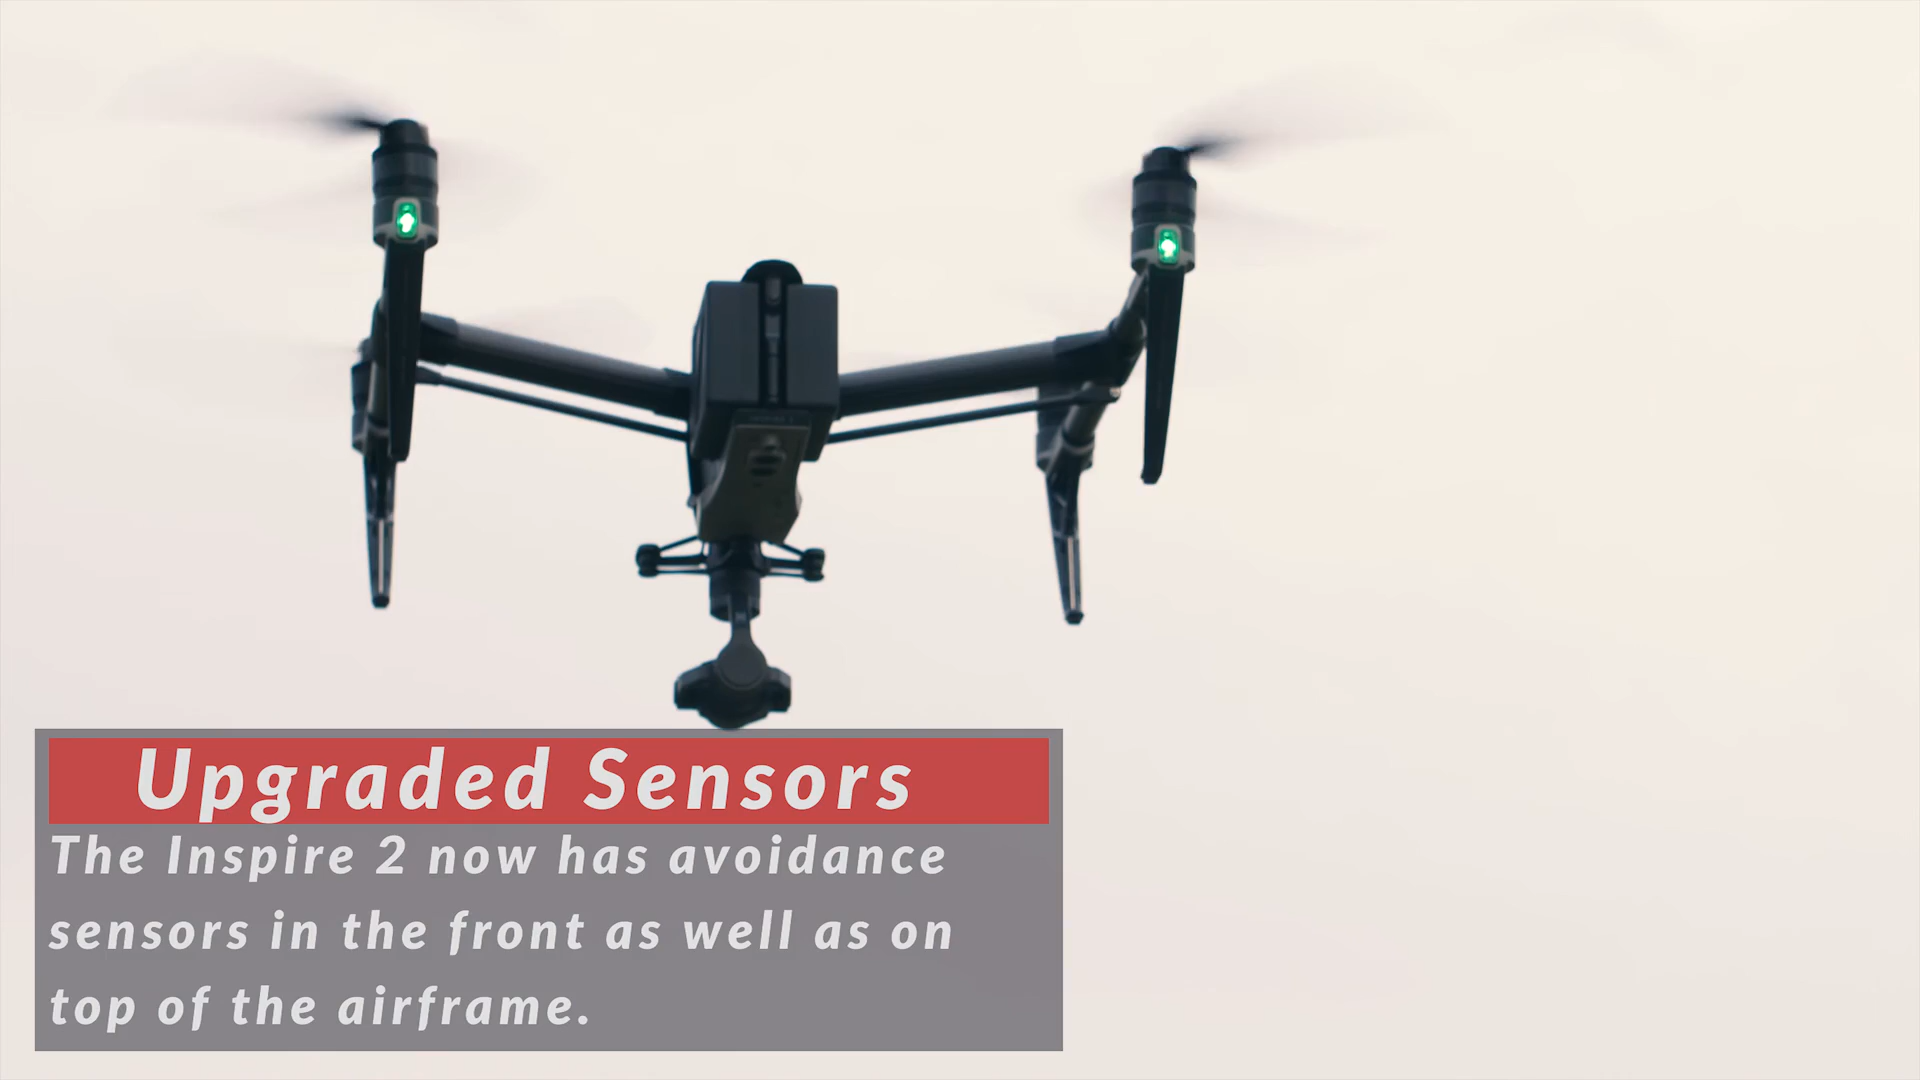 Upgraded Sensors
The Inspire 2 now has avoidance
sensors in the front as well as on
top of the airframe.